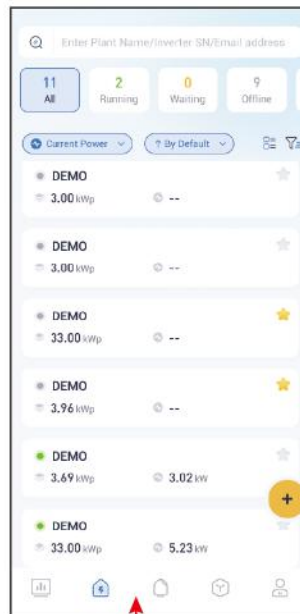 Enter Plant Name/Inverter SN/Email address
11 2 0 9
All Running Waiting Offline
Current Power By Default
DEMO
3.00 kWp --
DEMO
3.00 kWp --
DEMO
33.00 kWp --
DEMO
3.96 kWp --
DEMO
3.69 kWp 3.02 kW
+
DEMO
33.00 kWp 5.23 kW